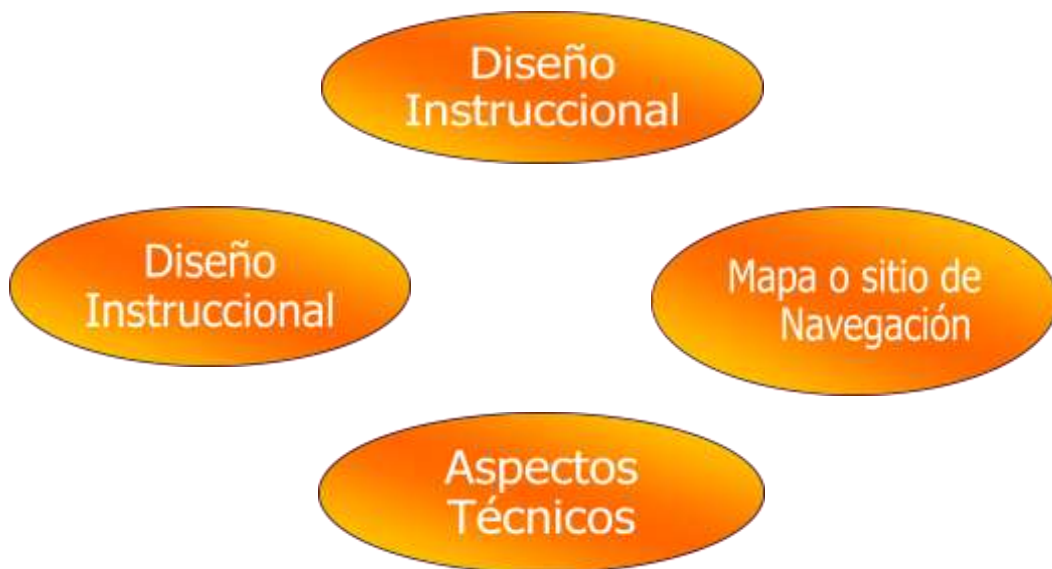 Diseño
Instruccional
Diseño
Instruccional
Mapa o sitio de
Navegación
Aspectos
Técnicos